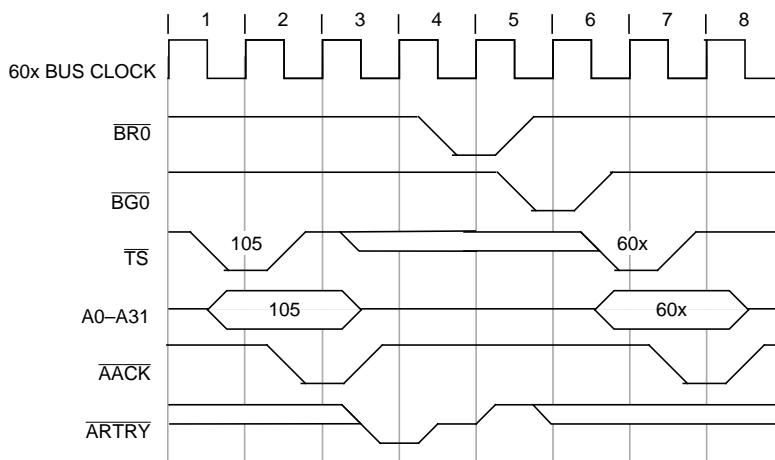 1 2 3 4 5 6 7 8
60x BUS CLOCK
BR0
BG0
TS 105 60x
A0–A31 105 60x
AACK
ARTRY